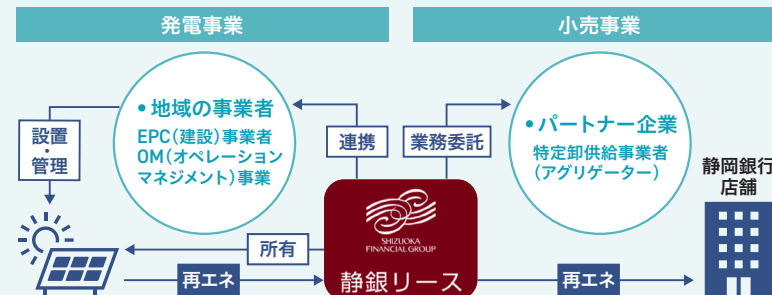 発電事業
小売事業
• 地域の事業者
EPC(建設)事業者
OM(オペレーション
マネジメント)事業
設置
・
管理
連携
業務委託
• パートナー企業
特定卸供給事業者
(アグリゲーター)
静岡銀行
店舗
SHIZUOKA
FINANCIAL GROUP
静銀リース
所有
再エネ
再エネ